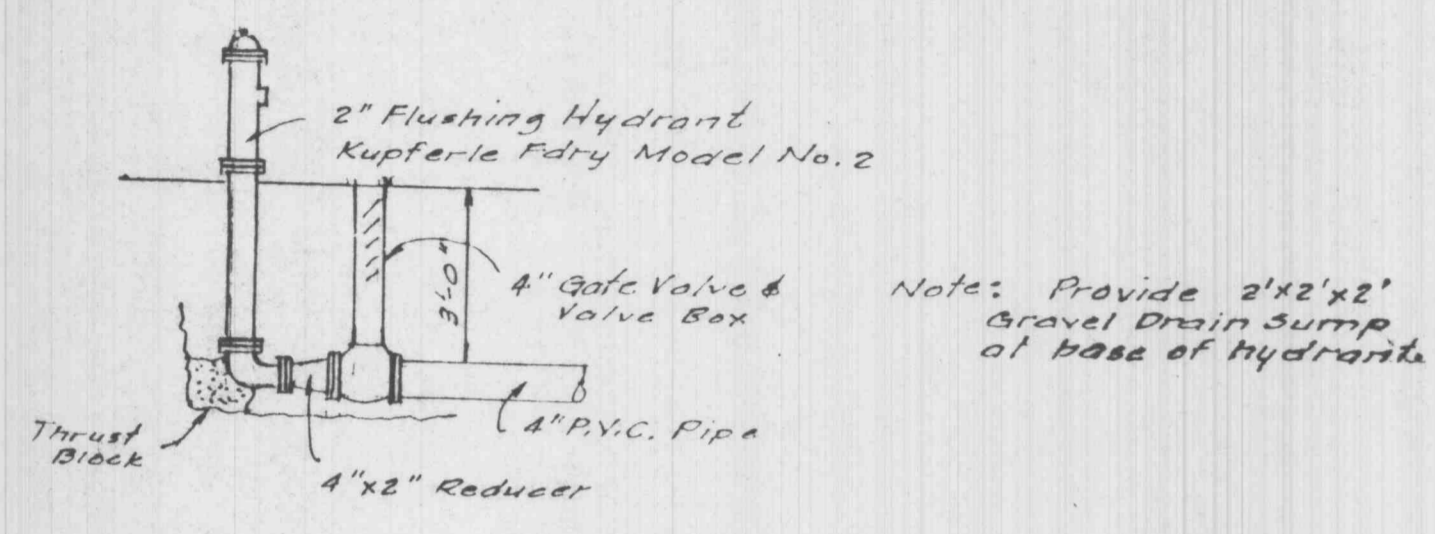 2" Flushing Hydrant
Kupferle Fdry Model No. 2
3'-0"
4" Gate Valve &
Valve Box
Note: Provide 2'x2'x2'
Gravel Drain Sump
at base of hydrante
4" P.V.C. Pipe
Thrust
Block
4"x2" Reducer